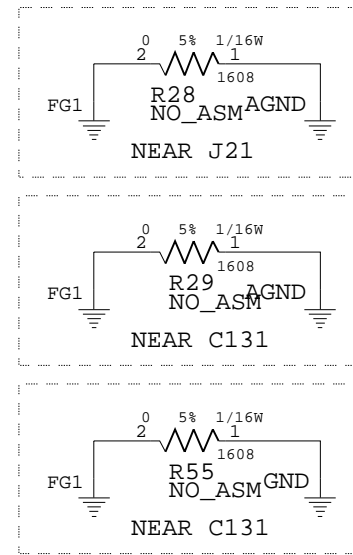 0 5% 1/16W
2 1
1608
R28
FG1 NO_ASM AGND
NEAR J21
0 5% 1/16W
2 1
1608
R29
FG1 NO_ASM AGND
NEAR C131
0 5% 1/16W
2 1
1608
R55
FG1 NO_ASM GND
NEAR C131